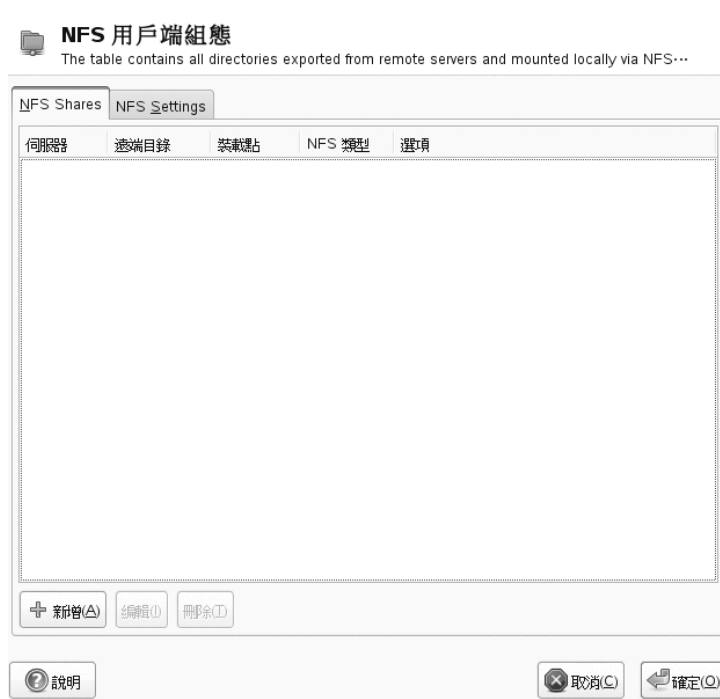 NFS 用戶端組態
The table contains all directories exported from remote servers and mounted locally via NFS…
NFS Shares NFS Settings
伺服器 遠端目錄 裝載點 NFS 類型 選項
新增(A) 編輯(I) 刪除(T)
說明 取消(C) 確定(O)